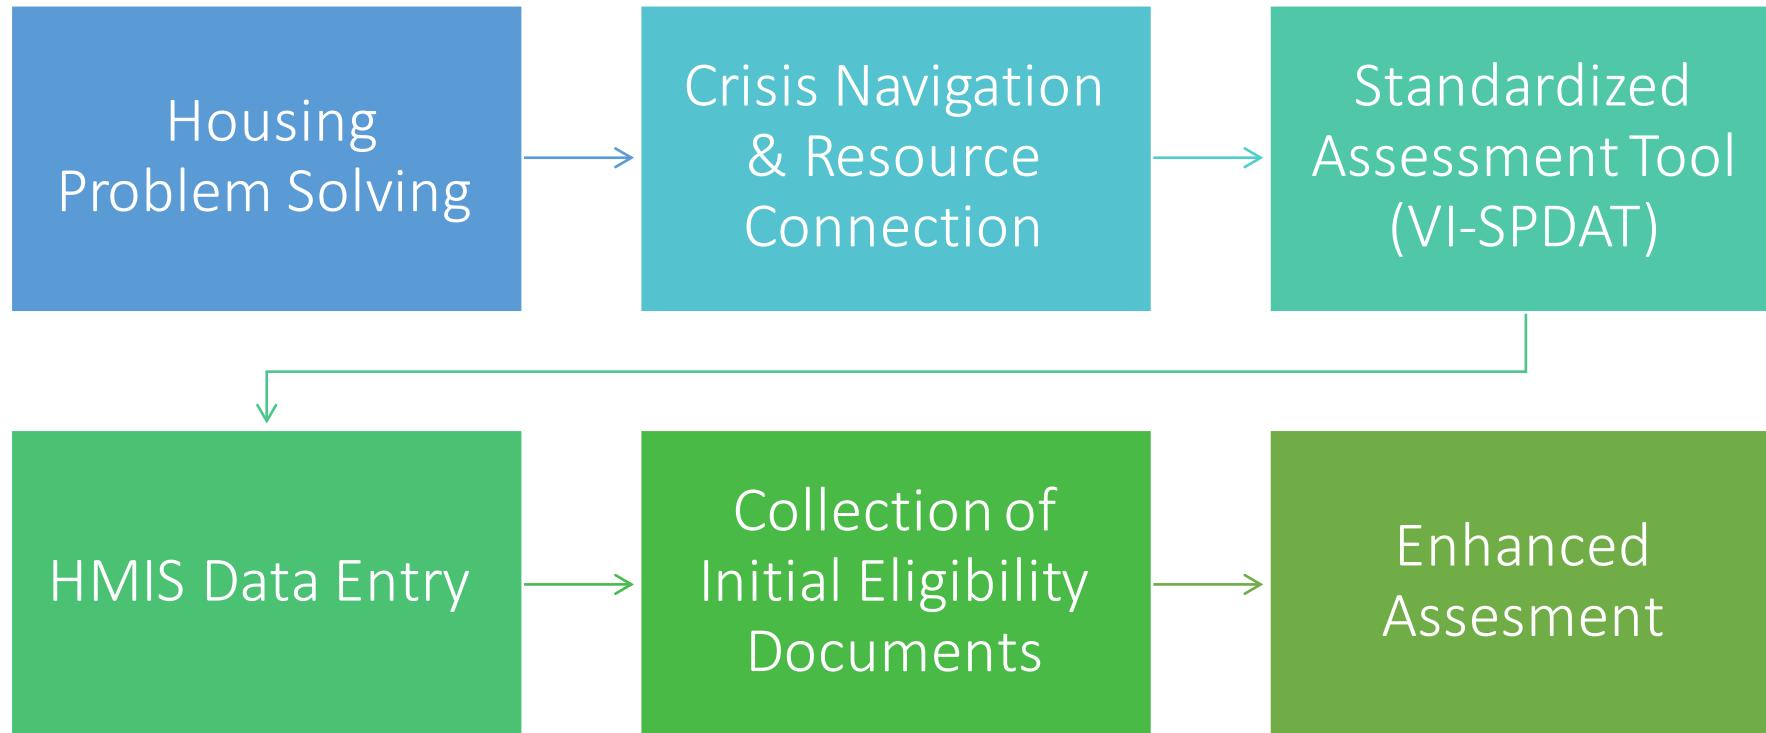 Housing
Problem Solving
Crisis Navigation
& Resource
Connection
Standardized
Assessment Tool
(VI-SPDAT)
HMIS Data Entry
Collection of
Initial Eligibility
Documents
Enhanced
Assesment